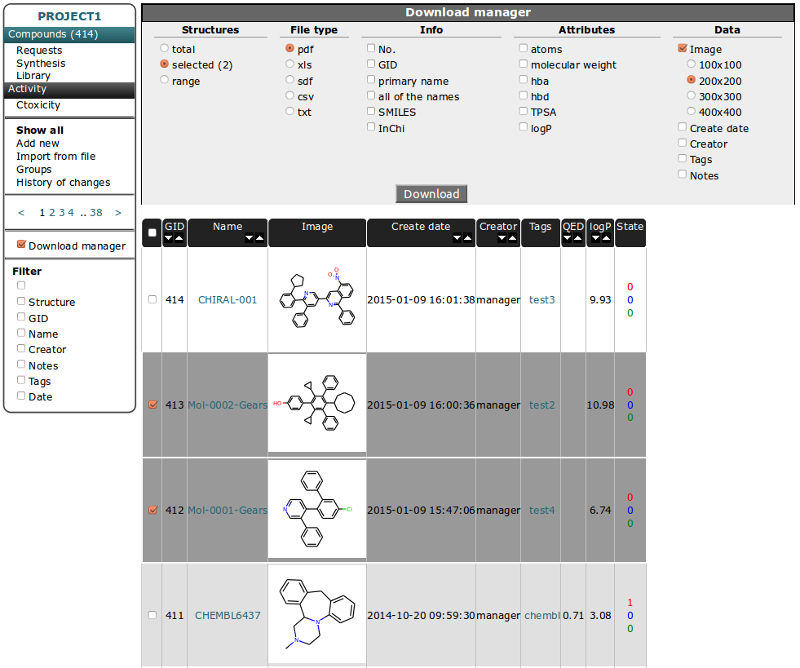 PROJECT1
Compounds (414)
Requests
Synthesis
Library
Activity
Ctoxicity
Show all
Add new
Import from file
Groups
History of changes
< 1 2 3 4 .. 38 >
Download manager
Filter
Structure
GID
Name
Creator
Notes
Tags
Date
Download manager
Structures
total
selected (2)
range
File type
pdf
xls
sdf
csv
txt
Info
No.
GID
primary name
all of the names
SMILES
InChi
Attributes
atoms
molecular weight
hba
hbd
TPSA
logP
Data
Image
100x100
200x200
300x300
400x400
Create date
Creator
Tags
Notes
Download
GID Name Image Create date Creator Tags QED logP State
414 CHIRAL-001 2015-01-09 16:01:38 manager test3 9.93
0
0
0
O
O
N
N
N
413 Mol-0002-Gears 2015-01-09 16:00:36 manager test2 10.98
0
0
0
HO
412 Mol-0001-Gears 2015-01-09 15:47:06 manager test4 6.74
0
0
0
N
Cl
411 CHEMBL6437 2014-10-20 09:59:30 manager chembl 0.71 3.08
1
0
0
N
N